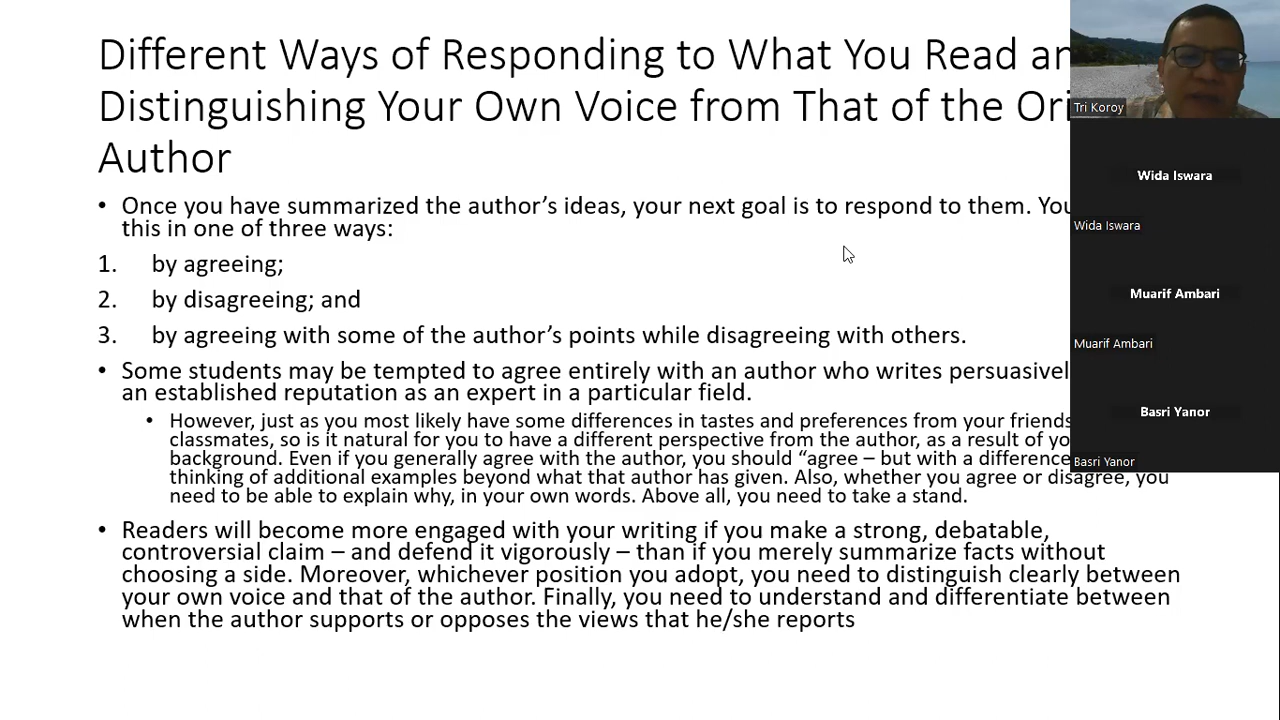 Different Ways of Responding to What You Read
Distinguishing Your Own Voice from That of the
Author
• Once you have summarized the author’s ideas, your next goal is to respond to them. You
this in one of three ways:
1. by agreeing;
2. by disagreeing; and
3. by agreeing with some of the author’s points while disagreeing with others.
• Some students may be tempted to agree entirely with an author who writes
an established reputation as an expert in a particular field.
• However, just as you most likely have some differences in tastes and preferences from your friends
classmates, so is it natural for you to have a different perspective from the author, as a result of
background. Even if you generally agree with the author, you should “agree – but with a difference
thinking of additional examples beyond what that author has given. Also, whether you agree or disagree, you
need to be able to explain why, in your own words. Above all, you need to take a stand.
• Readers will become more engaged with your writing if you make a strong, debatable,
controversial claim – and defend it vigorously – than if you merely summarize facts without
choosing a side. Moreover, whichever position you adopt, you need to distinguish clearly between
your own voice and that of the author. Finally, you need to understand and differentiate between
when the author supports or opposes the views that he/she reports
Tri Koroy
Wida Iswara
Wida Iswara
Muarif Ambari
Muarif Ambari
Basri Yanor
Basri Yanor